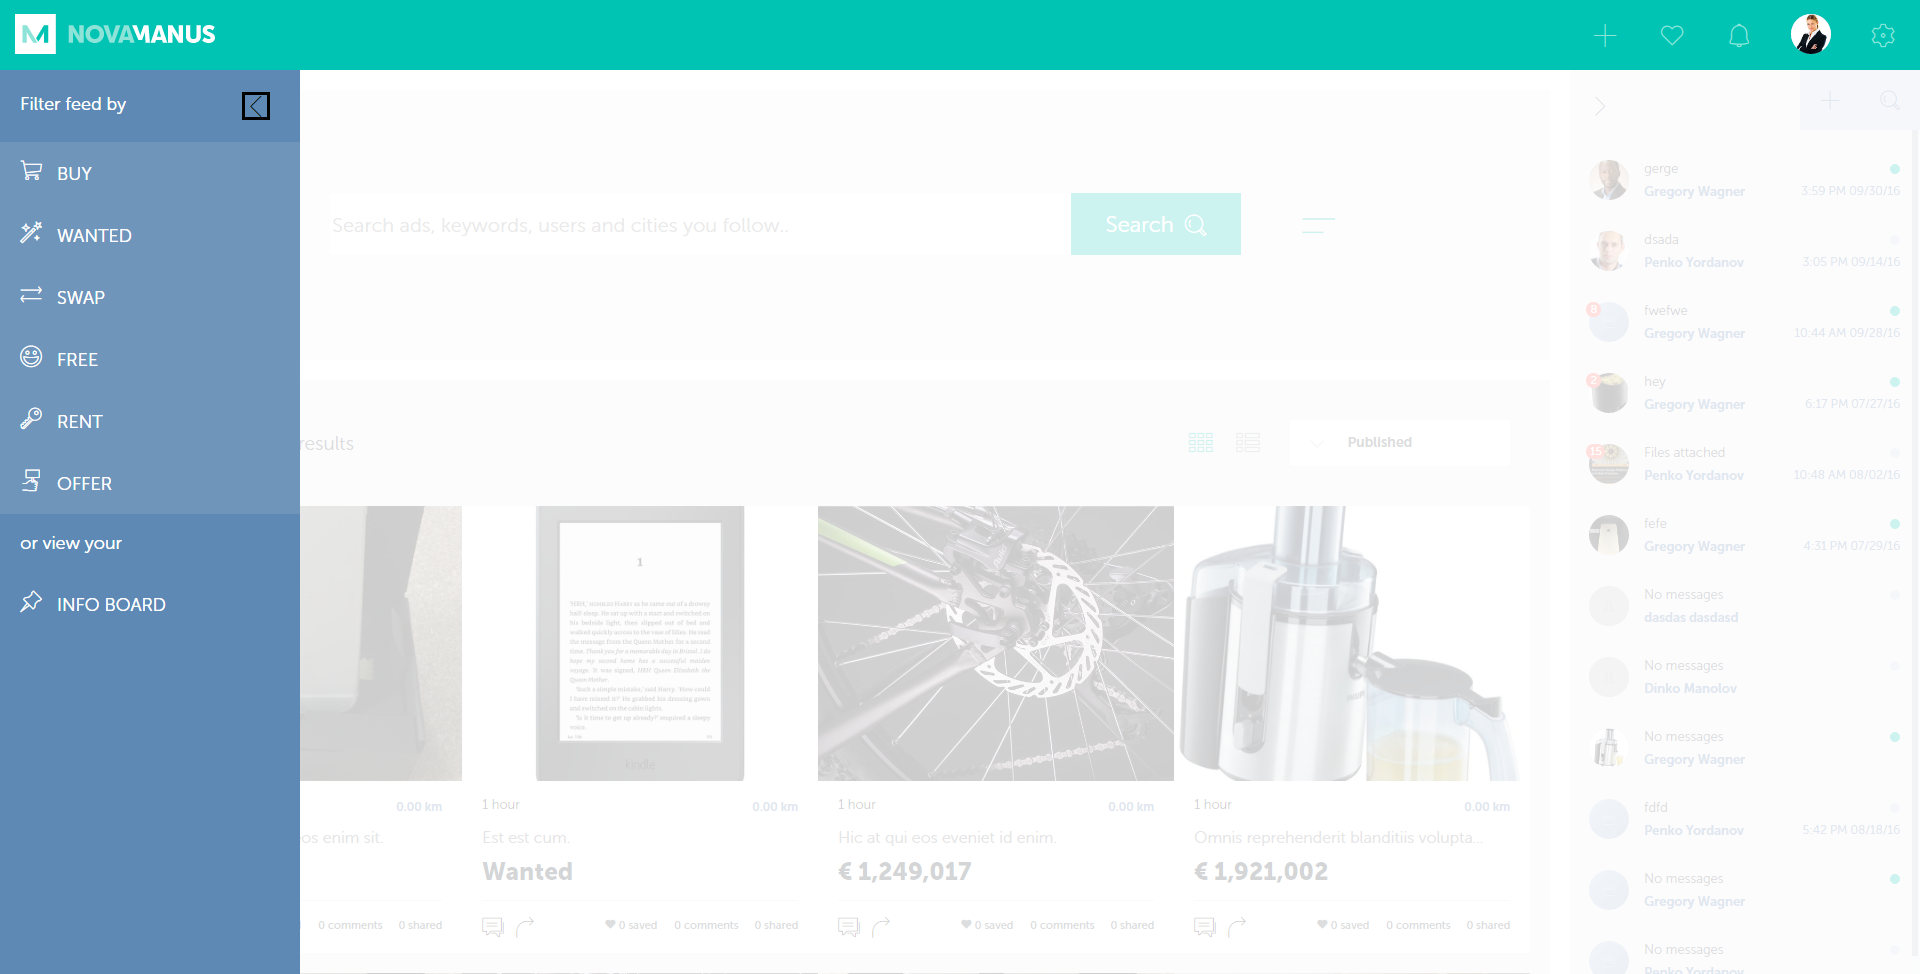 NOVAMANUS
Filter feed by
BUY
WANTED
SWAP
FREE
RENT
OFFER
or view your
INFO BOARD
Search ads, keywords, users and cities you follow..
Search
results
Published
1
kindle
0.00 km
os enim sit.
0 comments 0 shared
1 hour 0.00 km
Est est cum.
Wanted
0 saved 0 comments 0 shared
1 hour 0.00 km
Hic at qui eos eveniet id enim.
€ 1,249,017
0 saved 0 comments 0 shared
1 hour 0.00 km
Omnis reprehenderit blanditiis volupta...
€ 1,921,002
0 saved 0 comments 0 shared
gerge
Gregory Wagner 3:59 PM 09/30/16
dsada
Penko Yordanov 3:05 PM 09/14/16
8
fwefwe
Gregory Wagner 10:44 AM 09/28/16
2
hey
Gregory Wagner 6:17 PM 07/27/16
15
Files attached
Penko Yordanov 10:48 AM 08/02/16
fefe
Gregory Wagner 4:31 PM 07/29/16
No messages
dasdas dasdasd
No messages
Dinko Manolov
No messages
Gregory Wagner
fdfd
Penko Yordanov 5:42 PM 08/18/16
No messages
Gregory Wagner
No messages
Penko Yordanov